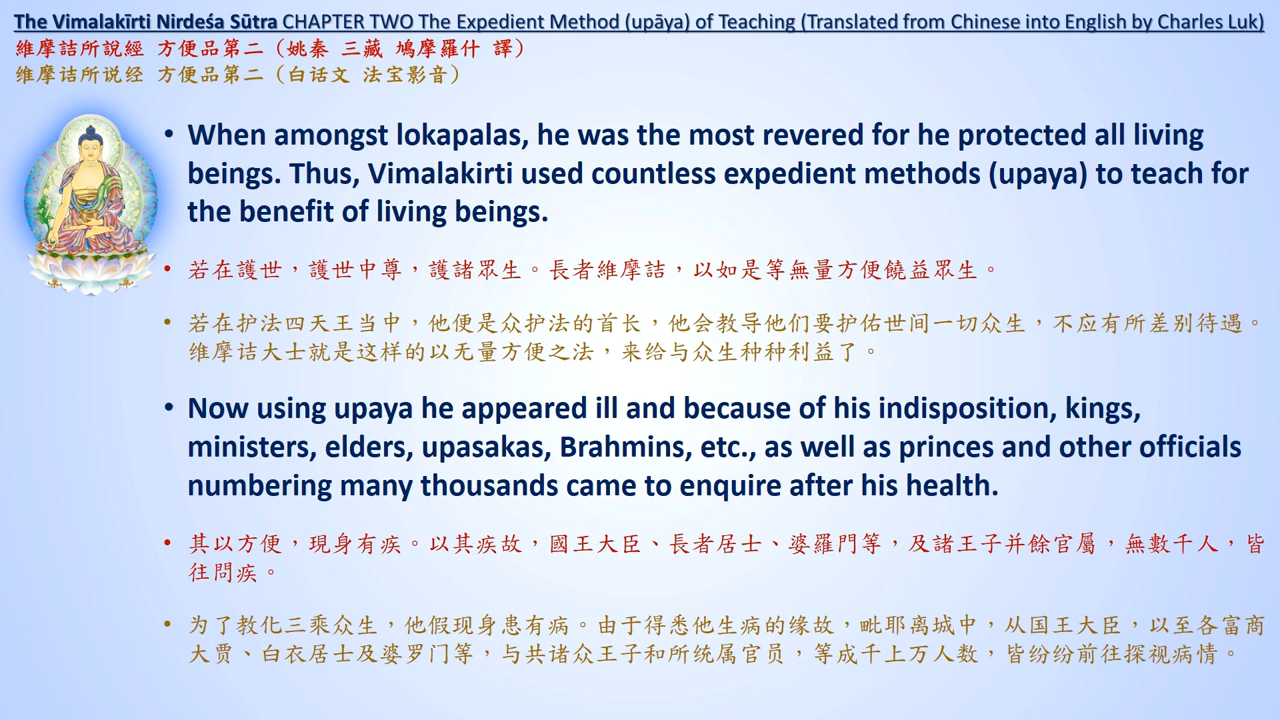 The Vimalakīrti Nirdeśa Sūtra CHAPTER TWO The Expedient Method (upāya) of Teaching (Translated from Chinese into English by Charles Luk)
維摩詰所說經 方便品第二（姚秦 三藏 鳩摩羅什 譯）
维摩诘所说经 方便品第二（白话文 法宝影音）
• When amongst lokapalas, he was the most revered for he protected all living
beings. Thus, Vimalakirti used countless expedient methods (upaya) to teach for
the benefit of living beings.
• 若在護世，護世中尊，護諸眾生。長者維摩詰，以如是等無量方便饒益眾生。
• 若在护法四天王当中，他便是众护法的首长，他会教导他们要护佑世间一切众生，不应有所差别待遇。
维摩诘大士就是这样的以无量方便之法，来给与众生种种利益了。
• Now using upaya he appeared ill and because of his indisposition, kings,
ministers, elders, upasakas, Brahmins, etc., as well as princes and other officials
numbering many thousands came to enquire after his health.
• 其以方便，現身有疾。以其疾故，國王大臣、長者居士、婆羅門等，及諸王子并餘官屬，無數千人，皆
往問疾。
• 为了教化三乘众生，他假现身患有病。由于得悉他生病的缘故，毗耶离城中，从国王大臣，以至各富商
大贾、白衣居士及婆罗门等，与共诸众王子和所统属官员，等成千上万人数，皆纷纷前往探视病情。